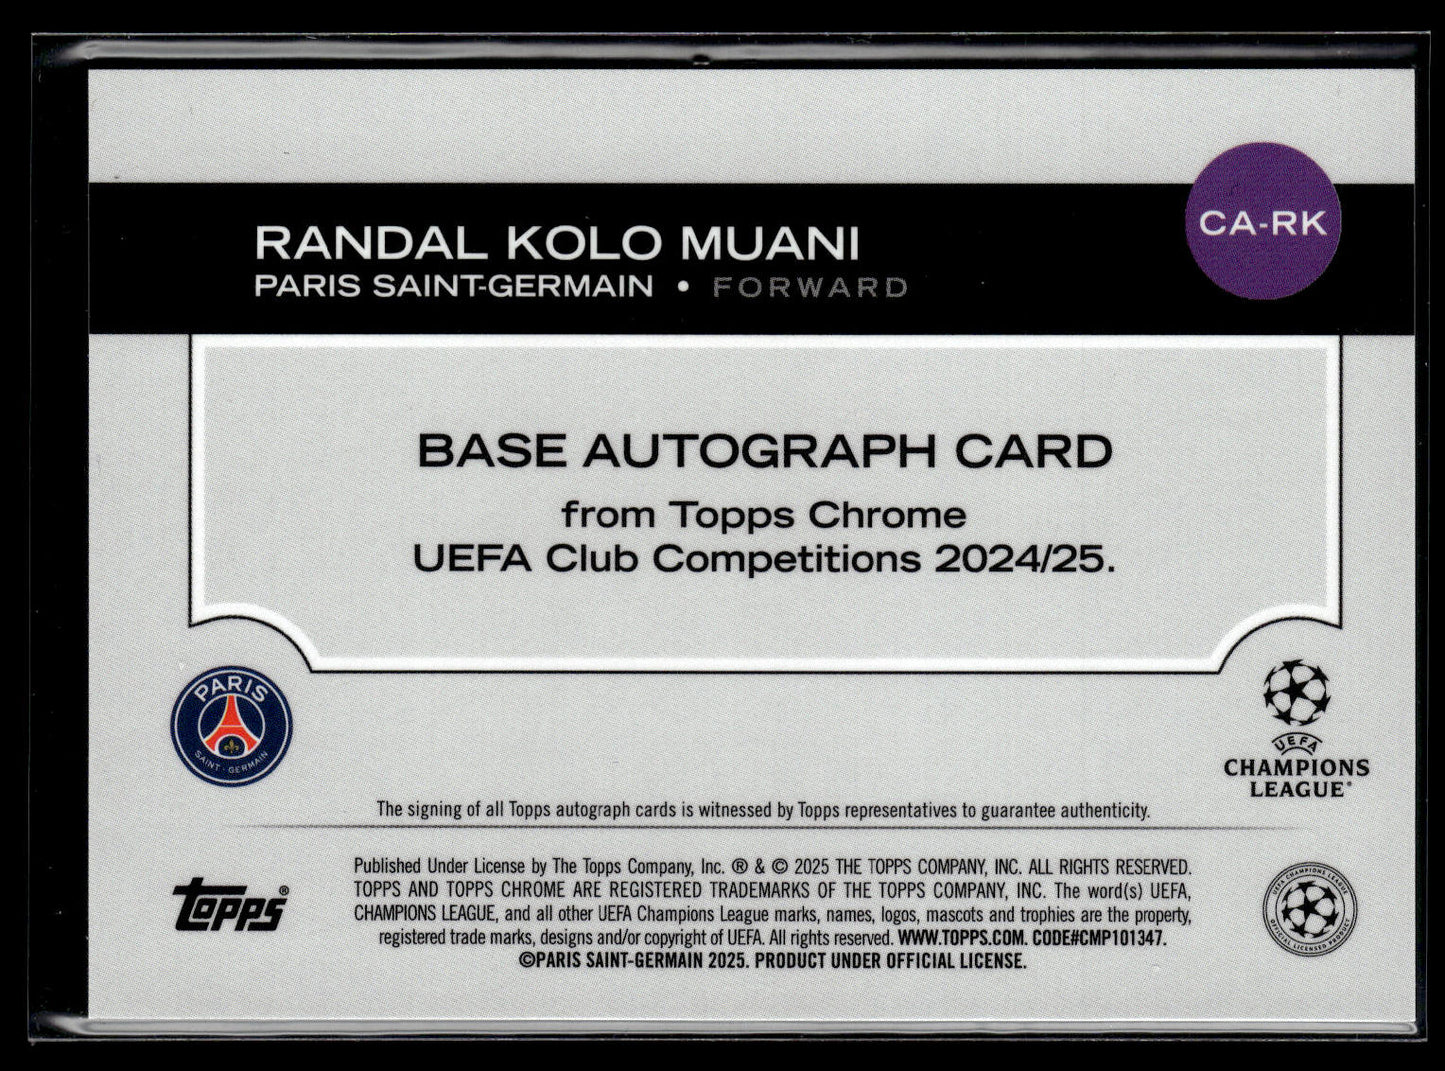 CA-RK
RANDAL KOLO MUANI
PARIS SAINT-GERMAIN • FORWARD
BASE AUTOGRAPH CARD
from Topps Chrome
UEFA Club Competitions 2024/25.
PARIS
SAINT-GERMAIN
UEFA
CHAMPIONS
LEAGUE®
The signing of all Topps autograph cards is witnessed by Topps representatives to guarantee authenticity.
Topps®
Published Under License by The Topps Company, Inc. ® & © 2025 THE TOPPS COMPANY, INC. ALL RIGHTS RESERVED.
TOPPS AND TOPPS CHROME ARE REGISTERED TRADEMARKS OF THE TOPPS COMPANY, INC. The word(s) UEFA,
CHAMPIONS LEAGUE, and all other UEFA Champions League marks, names, logos, mascots and trophies are the property,
registered trade marks, designs and/or copyright of UEFA. All rights reserved. WWW.TOPPS.COM. CODE#CMP101347.
©PARIS SAINT-GERMAIN 2025. PRODUCT UNDER OFFICIAL LICENSE.
UEFA CHAMPIONS LEAGUE
OFFICIAL LICENSED PRODUCT